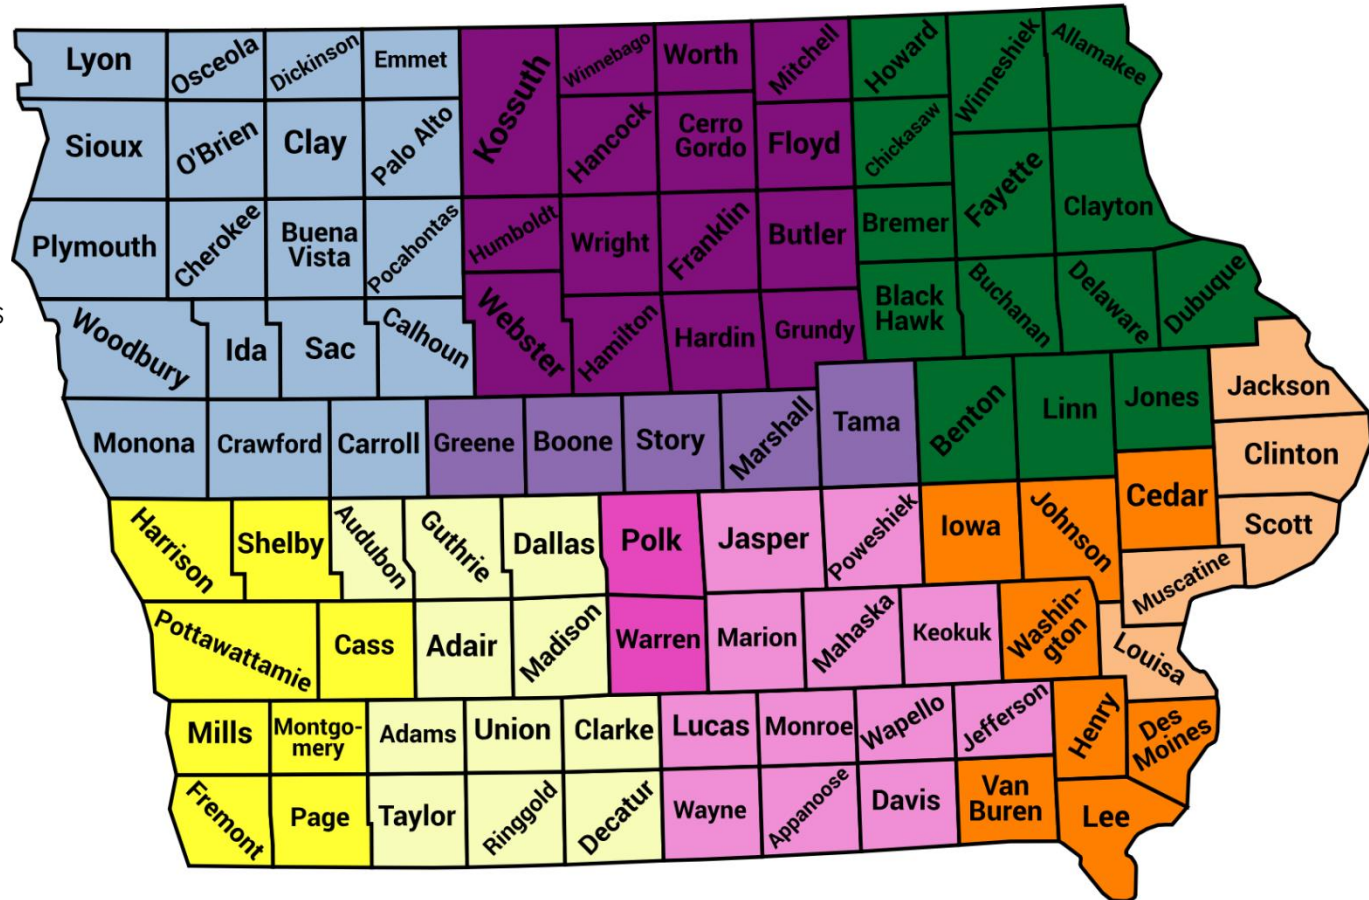 Lyon
Osceola
Dickinson
Emmet
Kossuth
Winnebago
Worth
Mitchell
Howard
Winneshiek
Allamakee
Sioux
O'Brien
Clay
Palo Alto
Hancock
Cerro
Gordo
Floyd
Chickasaw
Fayette
Clayton
Plymouth
Cherokee
Buena
Vista
Pocahontas
Humboldt
Wright
Franklin
Butler
Bremer
s
Woodbury
Ida
Sac
Calhoun
Webster
Hamilton
Hardin
Grundy
Black
Hawk
Buchanan
Delaware
Dubuque
Monona
Crawford
Carroll
Greene
Boone
Story
Marshall
Tama
Benton
Linn
Jones
Jackson
Clinton
Harrison
Shelby
Audubon
Guthrie
Dallas
Polk
Jasper
Poweshiek
Iowa
Johnson
Cedar
Scott
Muscatine
Pottawattamie
Cass
Adair
Madison
Warren
Marion
Mahaska
Keokuk
Washin-
gton
Louisa
Mills
Montgo-
mery
Adams
Union
Clarke
Lucas
Monroe
Wapello
Jefferson
Henry
Des
Moines
Fremont
Page
Taylor
Ringgold
Decatur
Wayne
Appanoose
Davis
Van
Buren
Lee